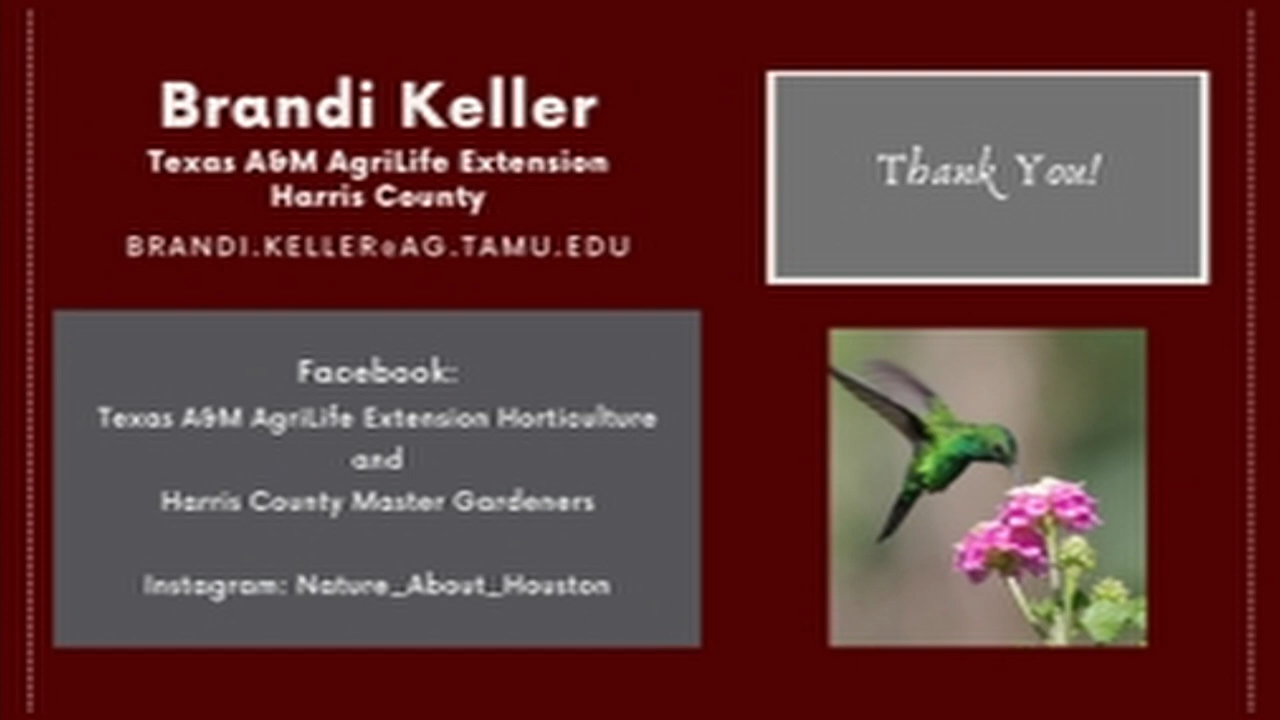 Brandi Keller
Texas A&M AgriLife Extension
Harris County
BRANDI.KELLER@AG.TAMU.EDU
Thank You!
Facebook:
Texas A&M AgriLife Extension Horticulture
and
Harris County Master Gardeners
Instagram: Nature_About_Houston